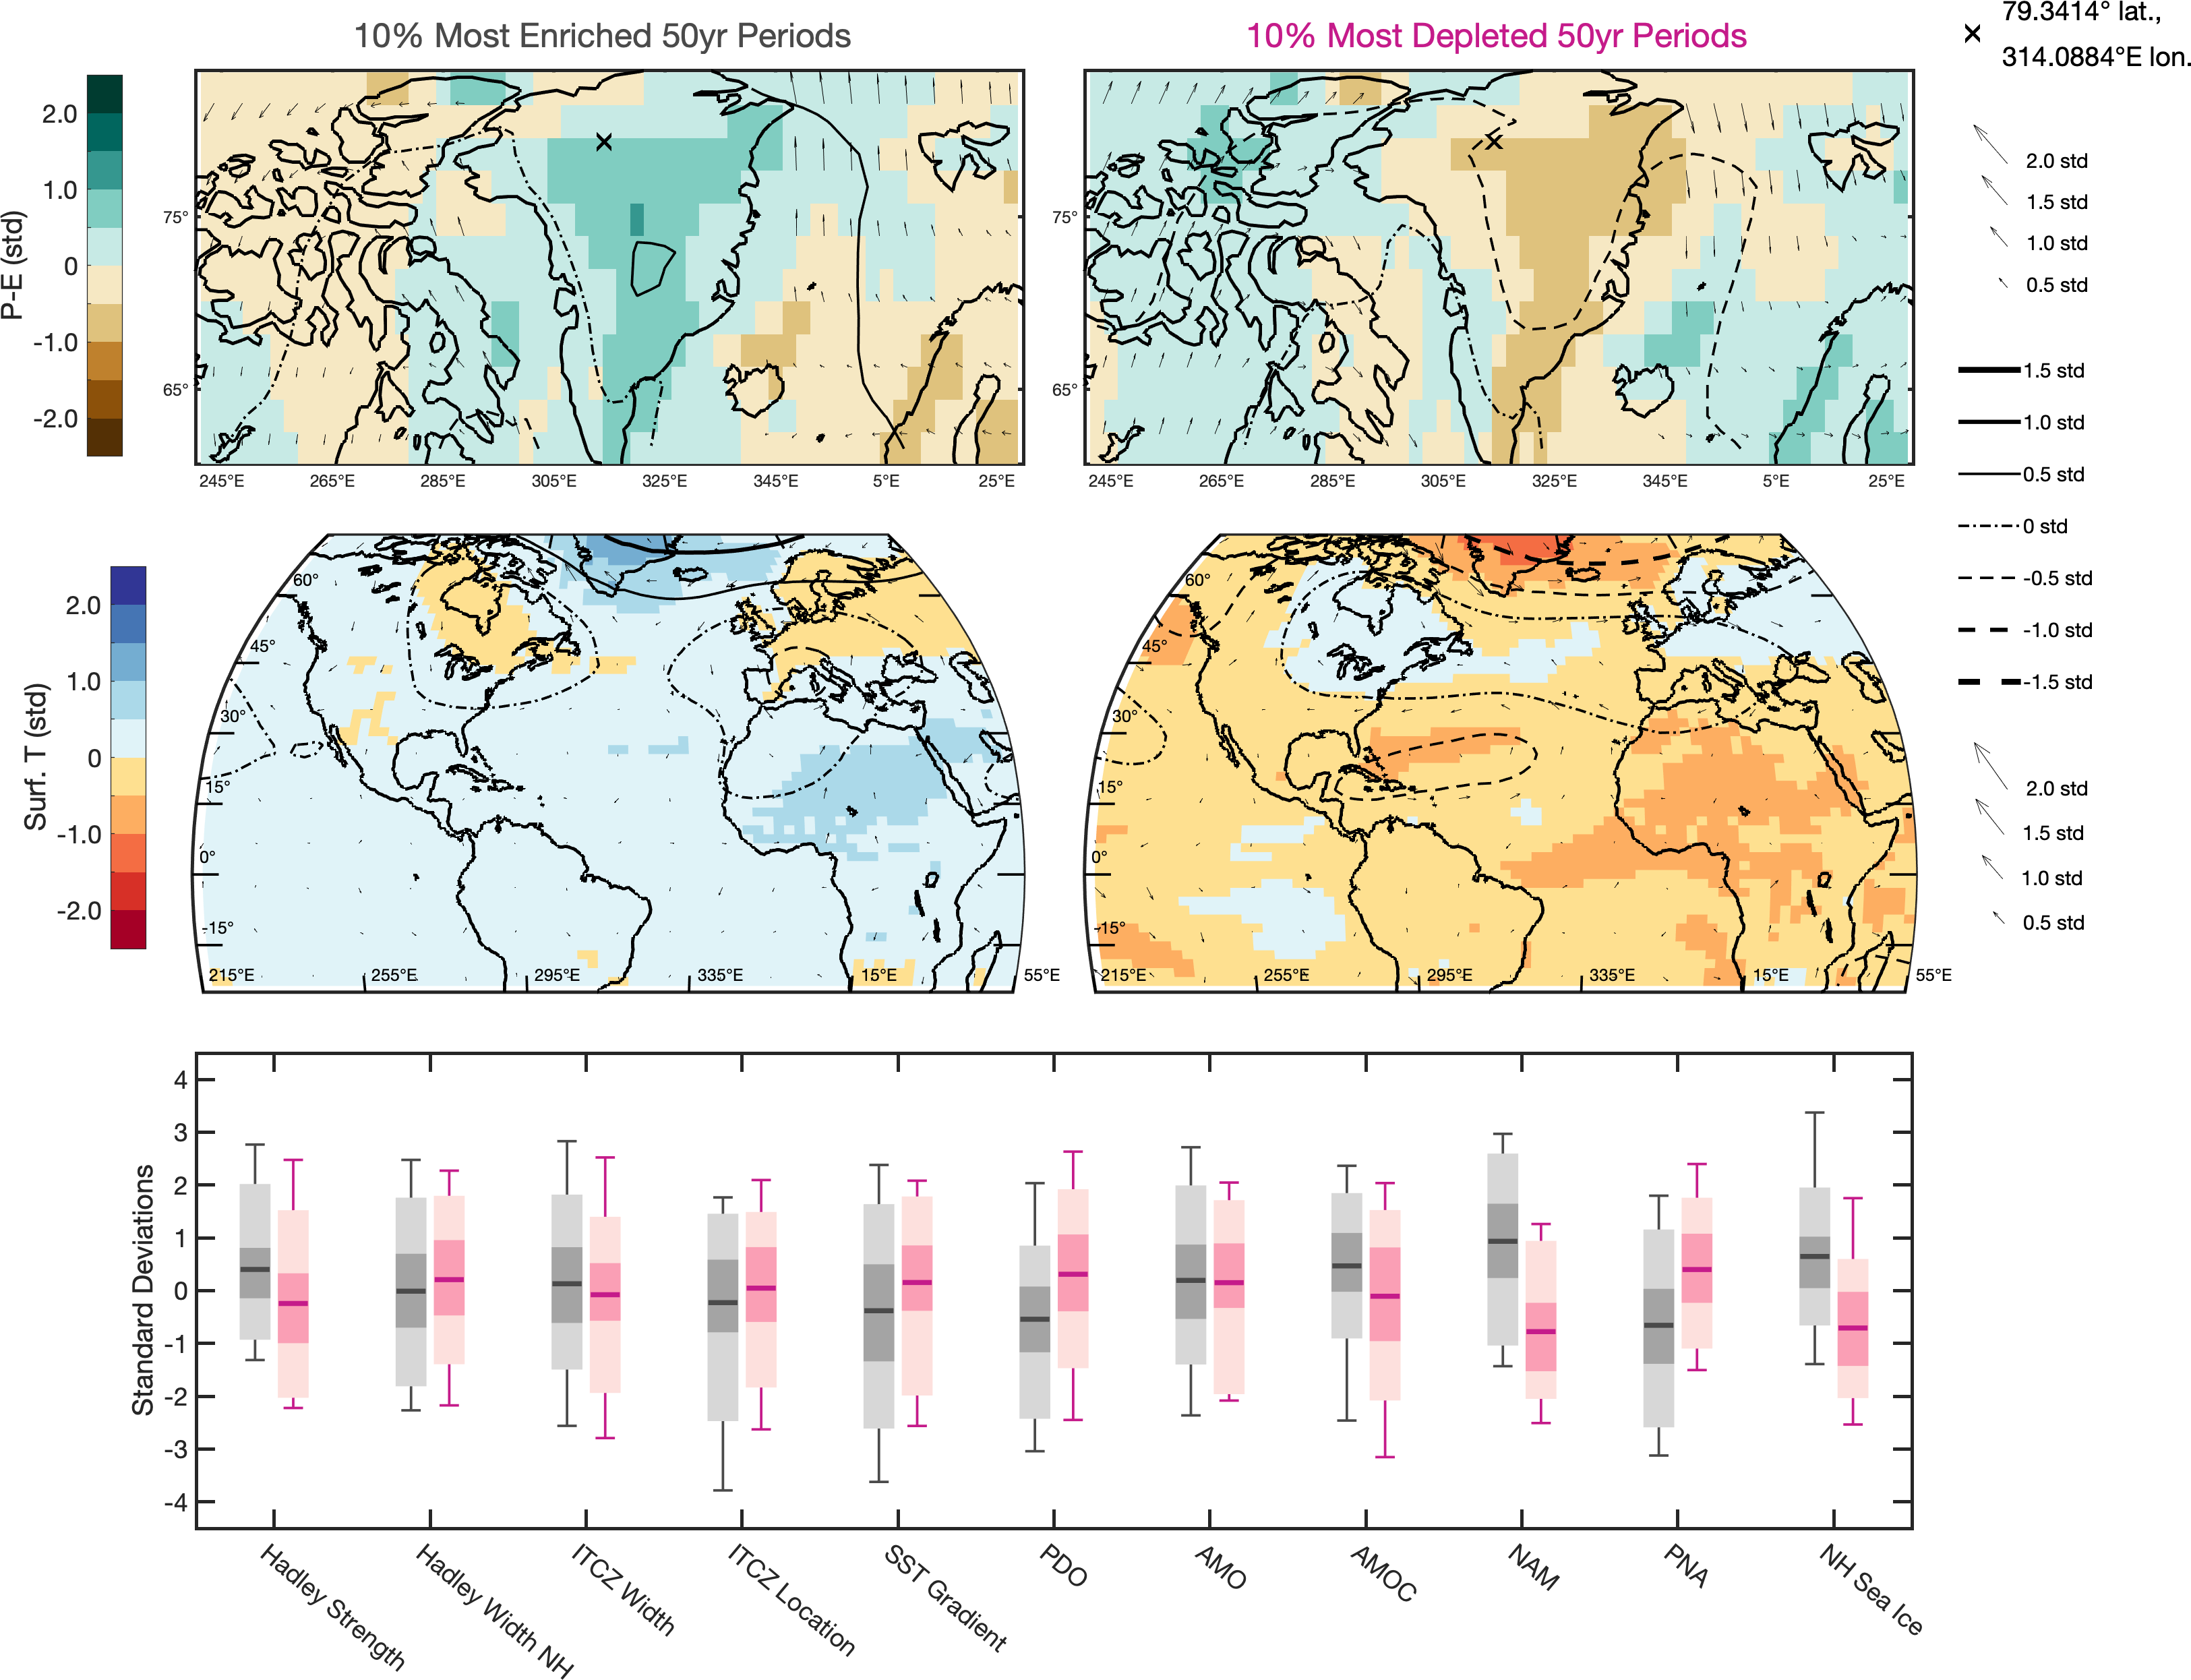 10% Most Enriched 50yr Periods
10% Most Depleted 50yr Periods
79.3414° lat.,
314.0884°E lon.
P-E (std)
2.0
1.0
0
-1.0
-2.0
75°
65°
245°E 265°E 285°E 305°E 325°E 345°E 5°E 25°E
75°
65°
245°E 265°E 285°E 305°E 325°E 345°E 5°E 25°E
2.0 std
1.5 std
1.0 std
0.5 std
1.5 std
1.0 std
0.5 std
0 std
-0.5 std
-1.0 std
-1.5 std
2.0 std
1.5 std
1.0 std
0.5 std
Surf. T (std)
2.0
1.0
0
-1.0
-2.0
60°
45°
30°
15°
0°
-15°
215°E 255°E 295°E 335°E 15°E 55°E
60°
45°
30°
15°
0°
-15°
215°E 255°E 295°E 335°E 15°E 55°E
Standard Deviations
4
3
2
1
0
-1
-2
-3
-4
Hadley Strength
Hadley Width NH
ITCZ Width
ITCZ Location
SST Gradient
PDO
AMO
AMOC
NAM
PNA
NH Sea Ice